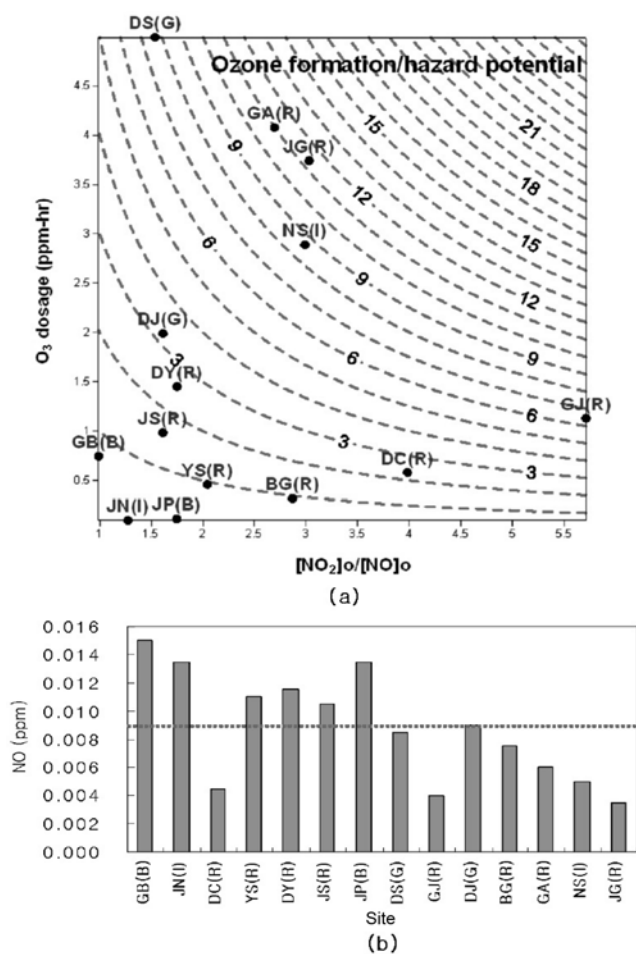 DS(G)
Ozone formation/hazard potential
4.5
4
3.5
3
2.5
2
1.5
1
0.5
O₃ dosage (ppm-hr)
GA(R)
JG(R)
NS(I)
DJ(G)
DY(R)
JS(R)
GB(B)
YS(R)
BG(R)
DC(R)
GJ(R)
JN(I)
JP(B)
15
21
9
12
18
15
6
9
12
6
9
3
6
3
3
1 1.5 2 2.5 3 3.5 4 4.5 5 5.5
[NO₂]o/[NO]o
(a)
0.016
0.014
0.012
0.010
0.008
0.006
0.004
0.002
0.000
NO (ppm)
GB(B)
JN(I)
DC(R)
YS(R)
DY(R)
JS(R)
JP(B)
DS(G)
GJ(R)
DJ(G)
BG(R)
GA(R)
NS(I)
JG(R)
Site
(b)